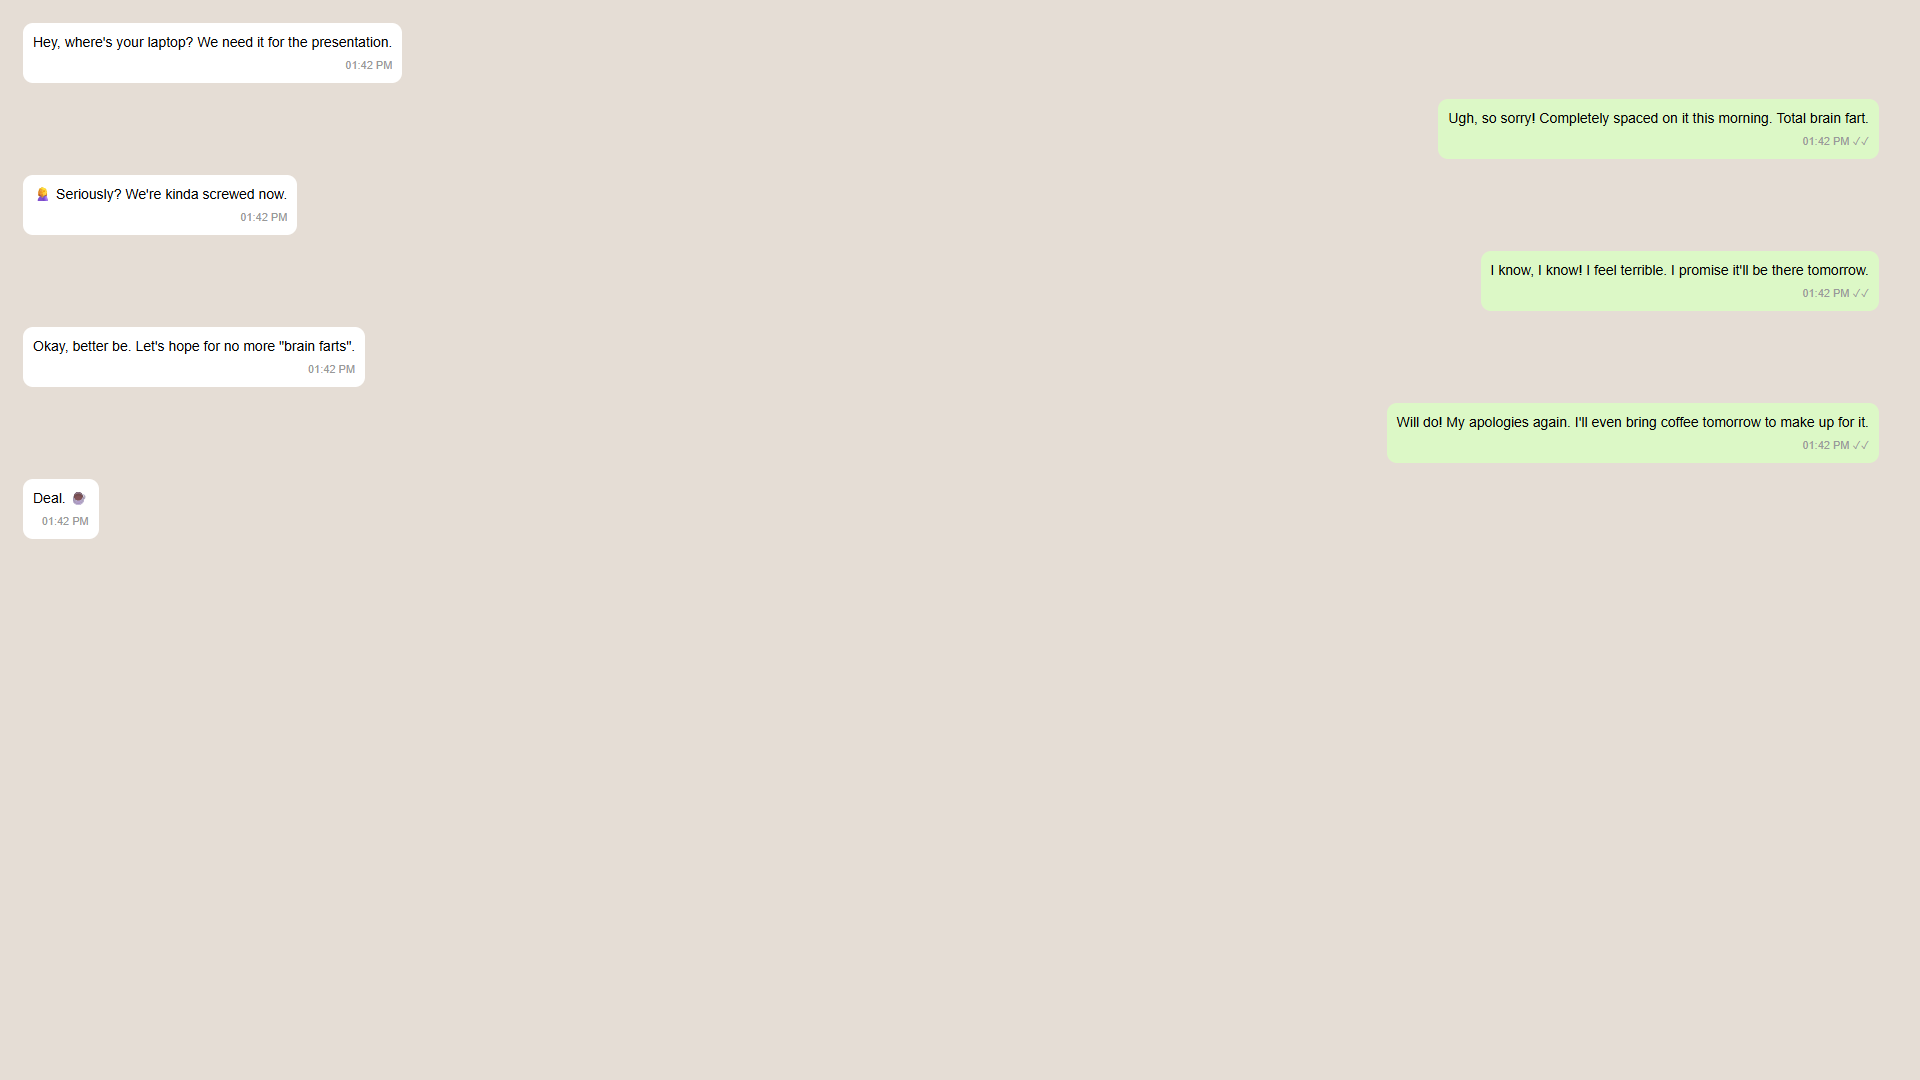 Hey, where's your laptop? We need it for the presentation.
01:42 PM
Ugh, so sorry! Completely spaced on it this morning. Total brain fart.
01:42 PM ✓✓
🤦‍♀️ Seriously? We're kinda screwed now.
01:42 PM
I know, I know! I feel terrible. I promise it'll be there tomorrow.
01:42 PM ✓✓
Okay, better be. Let's hope for no more "brain farts".
01:42 PM
Will do! My apologies again. I'll even bring coffee tomorrow to make up for it.
01:42 PM ✓✓
Deal. ☕
01:42 PM